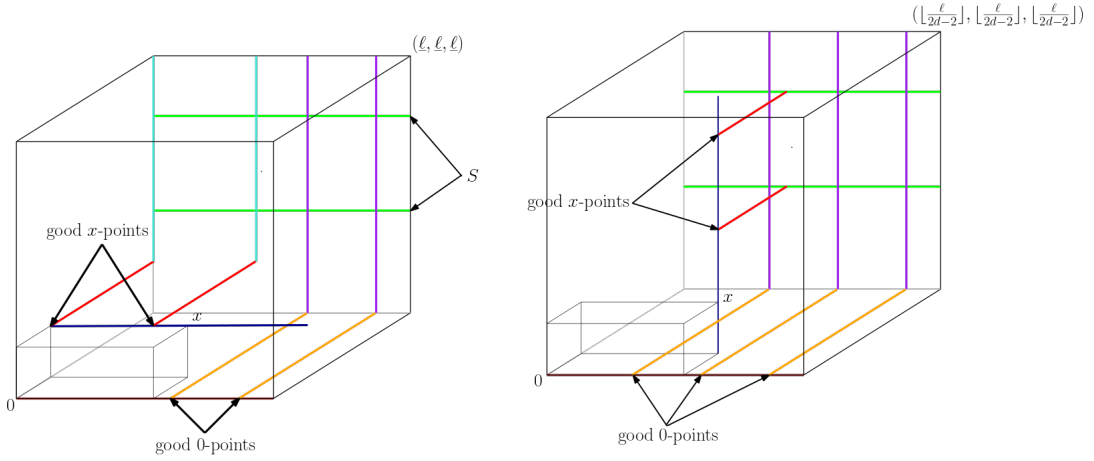 (ℓ̲, ℓ̲, ℓ̲)
S
good x-points
x
0
good 0-points
(⌊ℓ/(2d−2)⌋, ⌊ℓ/(2d−2)⌋, ⌊ℓ/(2d−2)⌋)
good x-points
x
0
good 0-points